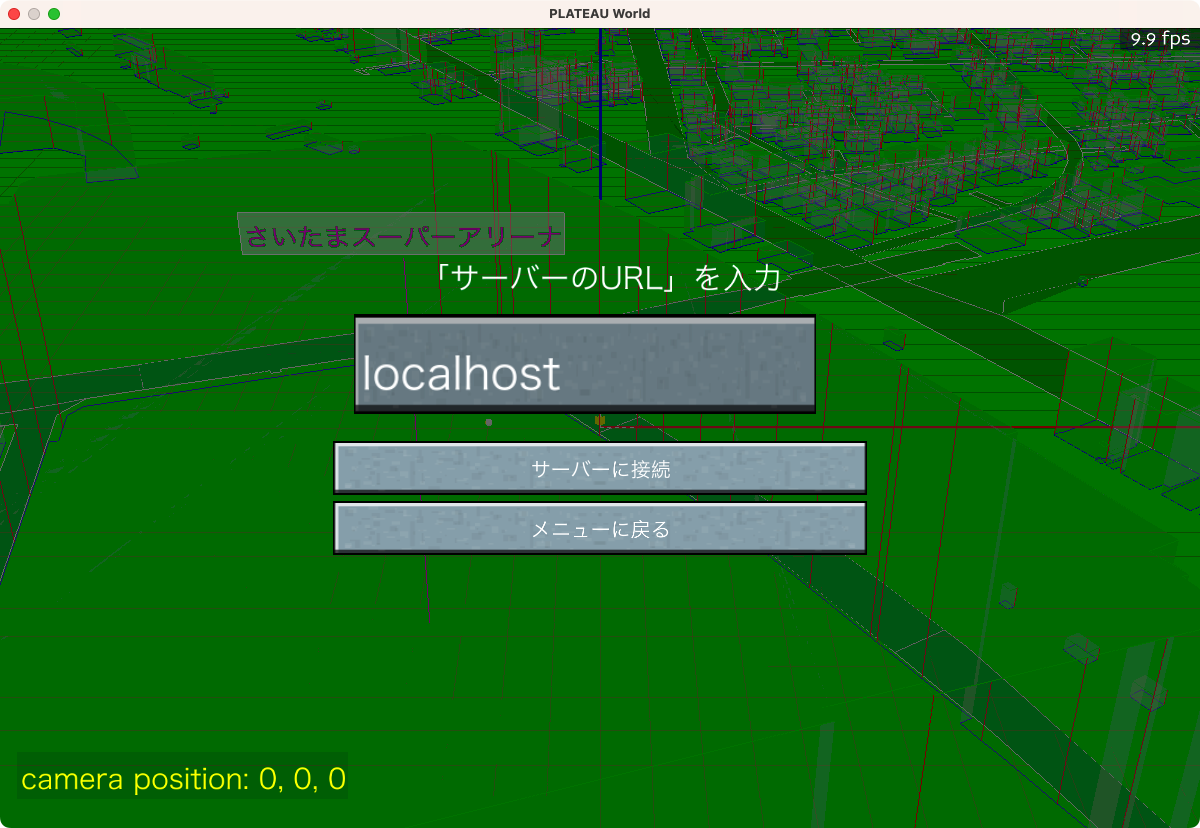 PLATEAU World
9.9 fps
さいたまスーパーアリーナ
「サーバーのURL」を入力
localhost
サーバーに接続
メニューに戻る
camera position: 0, 0, 0